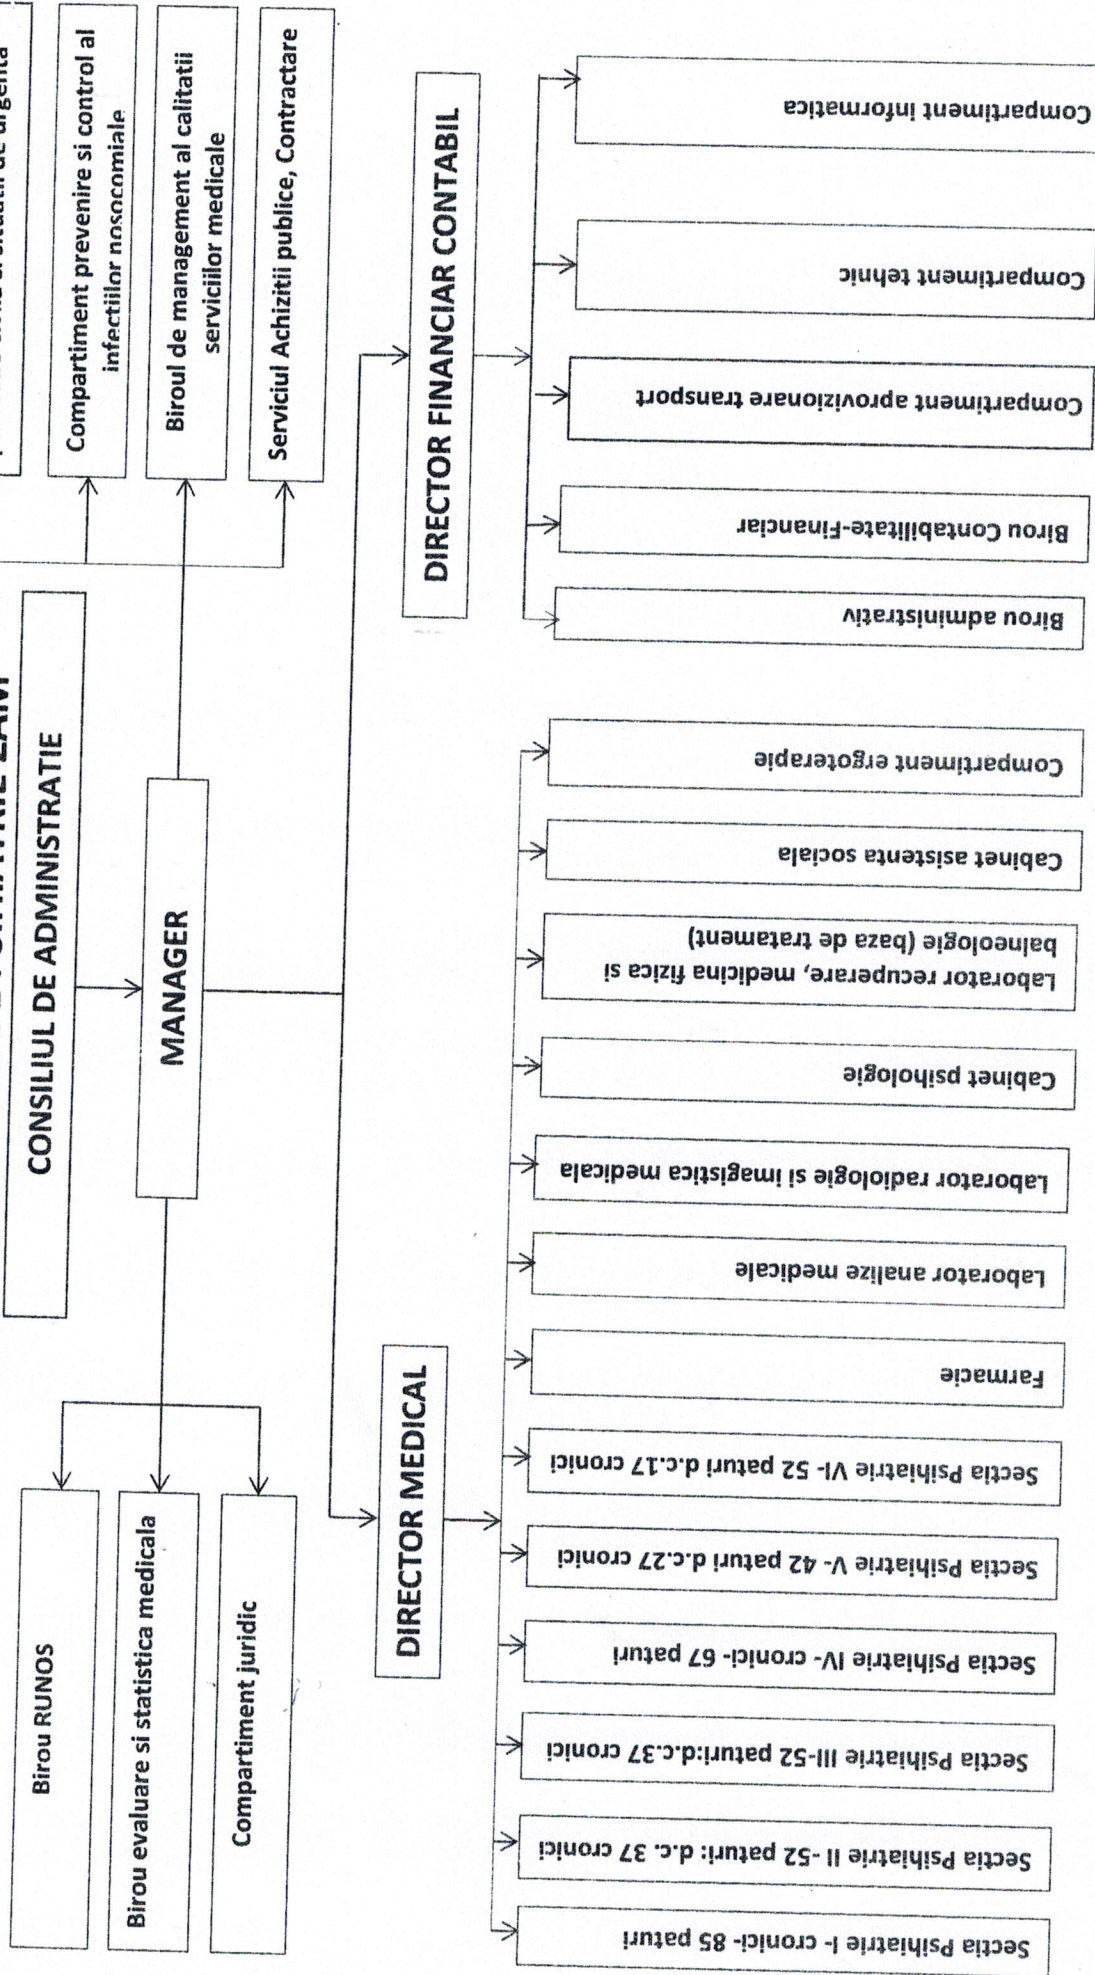 CONSILIUL DE ADMINISTRATIE
MANAGER
Birou RUNOS
Birou evaluare si statistica medicala
Compartiment juridic
Compartiment prevenire si control al
infectiilor nosocomiale
Biroul de management al calitatii
serviciilor medicale
Serviciul Achizitii publice, Contractare
DIRECTOR MEDICAL
DIRECTOR FINANCIAR CONTABIL
Sectia Psihiatrie I- cronici- 85 paturi
Sectia Psihiatrie II -52 paturi: d.c. 37 cronici
Sectia Psihiatrie III-52 paturi:d.c.37 cronici
Sectia Psihiatrie IV- cronici- 67 paturi
Sectia Psihiatrie V- 42 paturi d.c.27 cronici
Sectia Psihiatrie VI- 52 paturi d.c.17 cronici
Farmacie
Laborator analize medicale
Laborator radiologie si imagistica medicala
Cabinet psihologie
Laborator recuperare, medicina fizica si
balneologie (baza de tratament)
Cabinet asistenta sociala
Compartiment ergoterapie
Birou administrativ
Birou Contabilitate-Financiar
Compartiment aprovizionare transport
Compartiment tehnic
Compartiment informatica